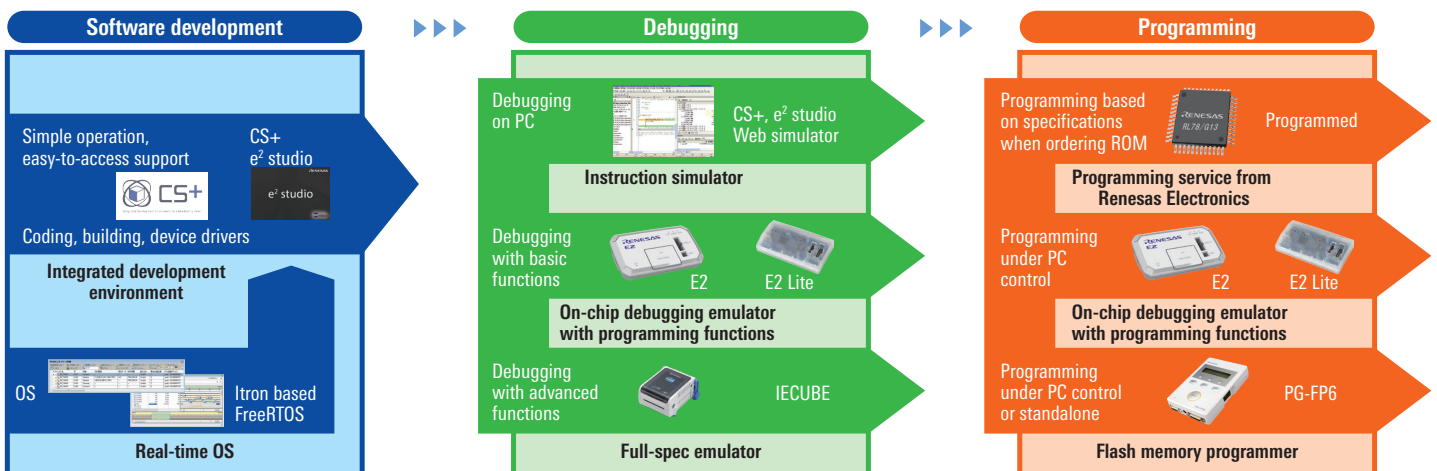 Software development
Debugging
Programming
Simple operation,
easy-to-access support
CS+
e² studio
CS+
RENESAS
e² studio
Coding, building, device drivers
Integrated development
environment
OS
Itron based
FreeRTOS
Real-time OS
Debugging
on PC
CS+, e² studio
Web simulator
Instruction simulator
Debugging
with basic
functions
RENESAS
E2
E2
E2 Lite
On-chip debugging emulator
with programming functions
Debugging
with advanced
functions
IECUBE
Full-spec emulator
Programming based
on specifications
when ordering ROM
RENESAS
RL78/G13
Programmed
Programming service from
Renesas Electronics
Programming
under PC
control
RENESAS
E2
E2
E2 Lite
On-chip debugging emulator
with programming functions
Programming
under PC control
or standalone
PG-FP6
Flash memory programmer